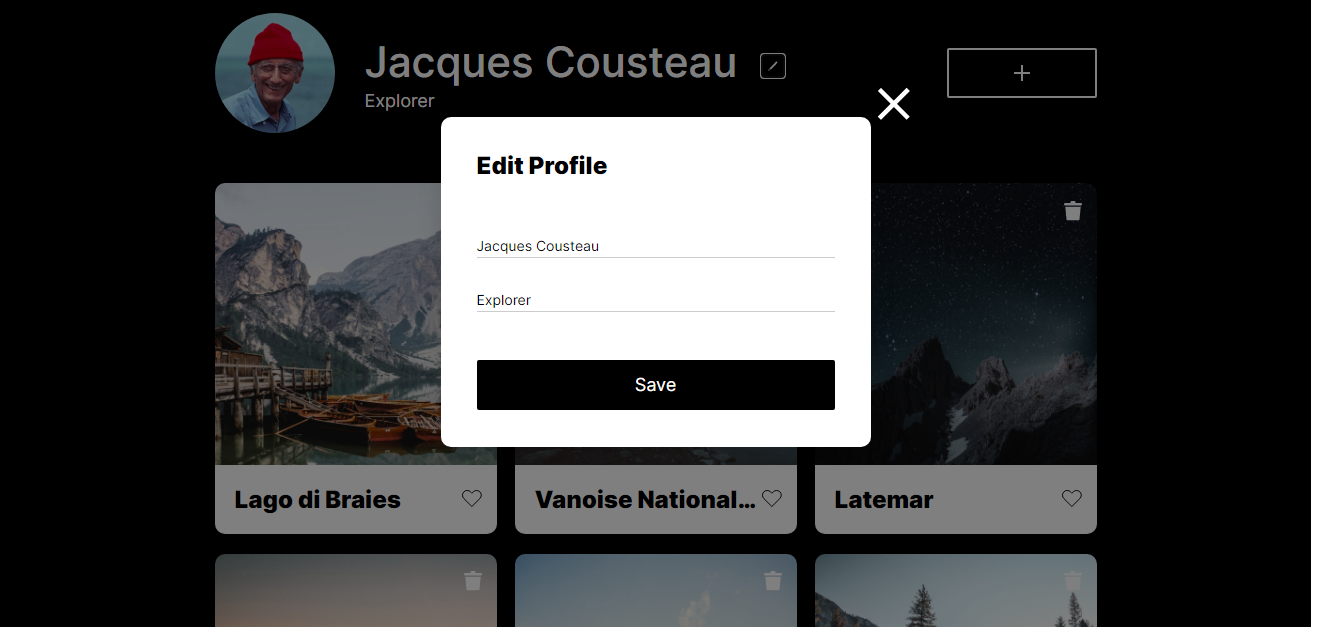 Jacques Cousteau
Explorer
Edit Profile
Jacques Cousteau
Explorer
Save
Lago di Braies
Vanoise National...
Latemar